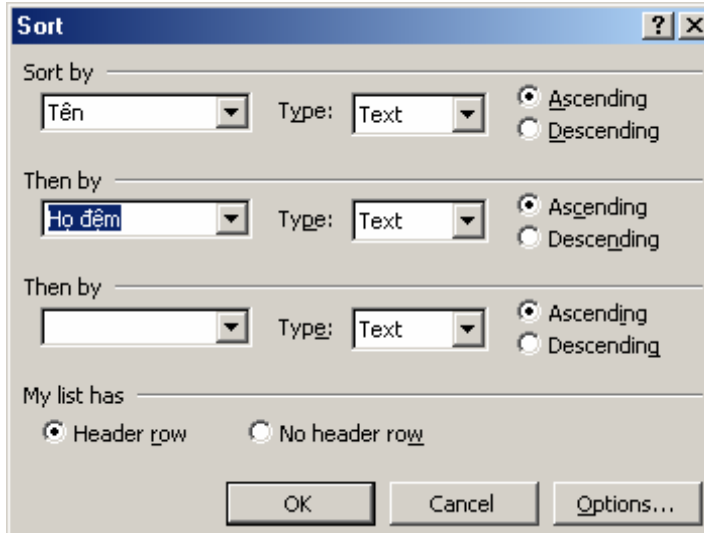 Sort
Sort by
Tên Type: Text Ascending
Descending
Then by
Họ đệm Type: Text Ascending
Descending
Then by
Type: Text Ascending
Descending
My list has
Header row No header row
OK Cancel Options...